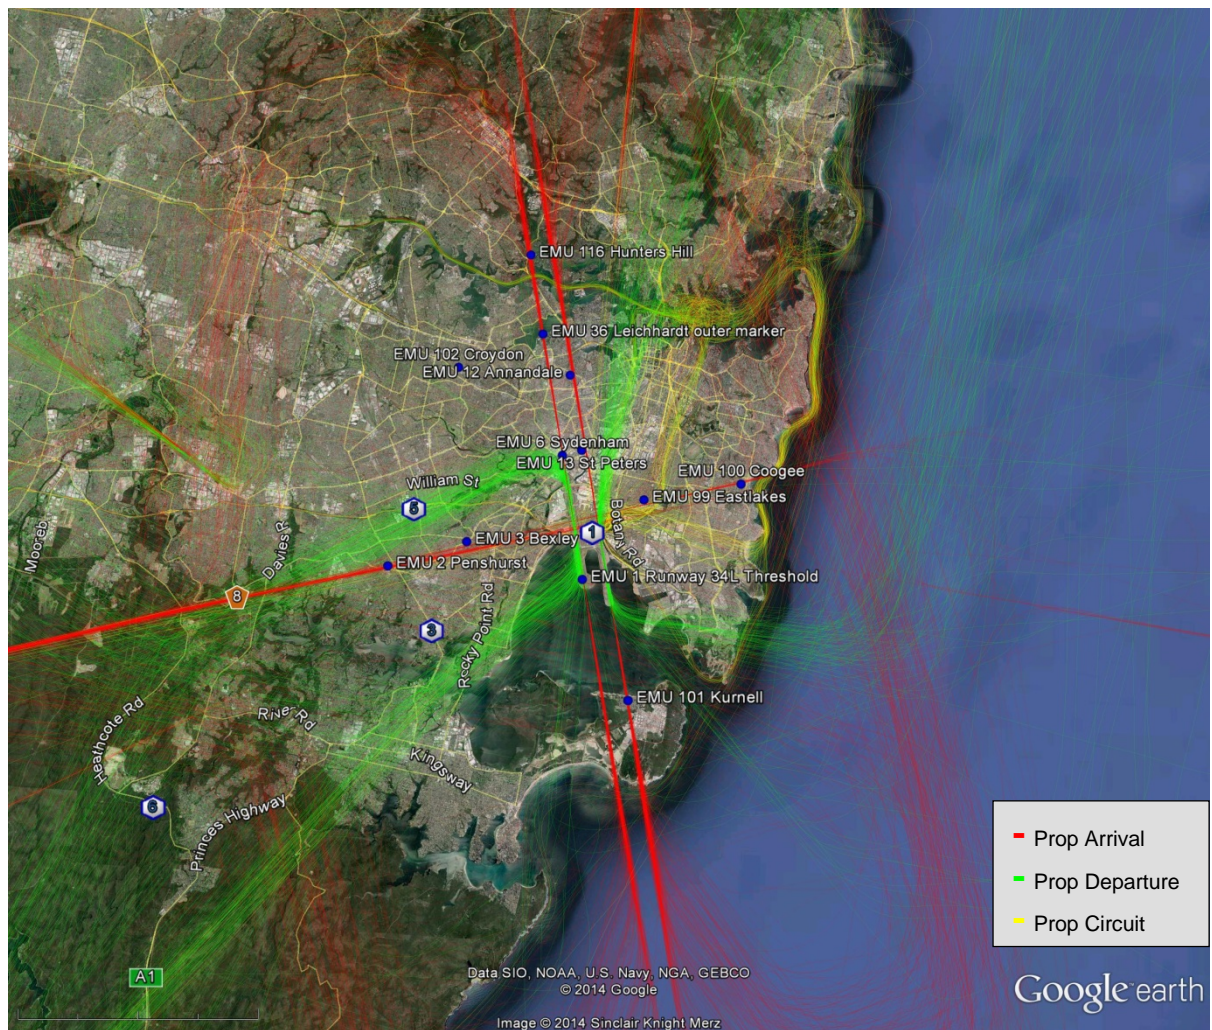 EMU 116 Hunters Hill
EMU 36 Leichhardt outer marker
EMU 102 Croydon
EMU 12 Annandale
EMU 6 Sydenham
EMU 13 St Peters
William St
EMU 100 Coogee
5
EMU 99 Eastlakes
Botany Rd
1
Mooreb
Davies R
EMU 3 Bexley
EMU 2 Penshurst
EMU 1 Runway 34L Threshold
8
3
Rocky Point Rd
EMU 101 Kurnell
Heathcote Rd
River Rd
Kingsway
6
Princes Highway
Prop Arrival
Prop Departure
Prop Circuit
A1
Data SIO, NOAA, U.S. Navy, NGA, GEBCO
© 2014 Google
Google earth
Image © 2014 Sinclair Knight Merz